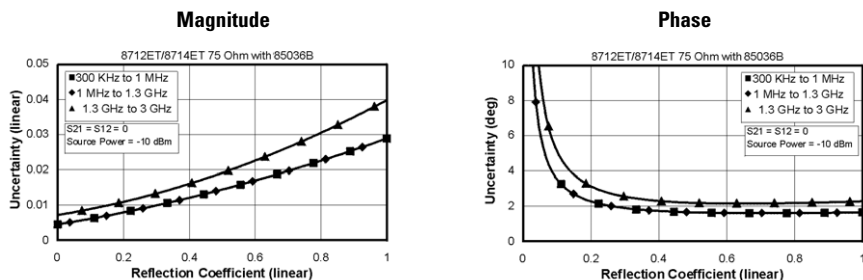 Magnitude
8712ET/8714ET 75 Ohm with 85036B
Uncertainty (linear)
0.05
0.04
0.03
0.02
0.01
0
300 KHz to 1 MHz
1 MHz to 1.3 GHz
1.3 GHz to 3 GHz
S21 = S12 = 0
Source Power = -10 dBm
0 0.2 0.4 0.6 0.8 1
Reflection Coefficient (linear)
Phase
8712ET/8714ET 75 Ohm with 85036B
Uncertainty (deg)
10
8
6
4
2
0
300 KHz to 1 MHz
1 MHz to 1.3 GHz
1.3 GHz to 3 GHz
S21 = S12 = 0
Source Power = -10 dBm
0 0.2 0.4 0.6 0.8 1
Reflection Coefficient (linear)